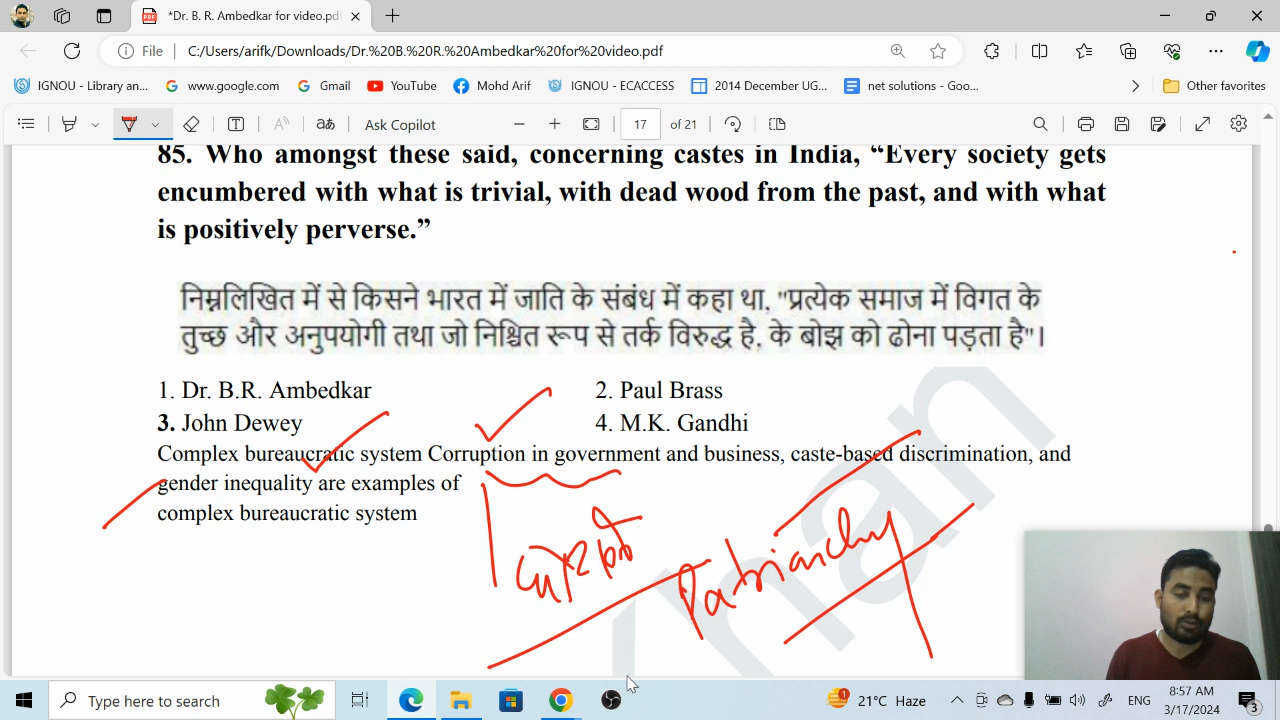 *Dr. B. R. Ambedkar for video.pdf
File C:/Users/arifk/Downloads/Dr.%20B.%20R.%20Ambedkar%20for%20video.pdf
IGNOU - Library an... www.google.com Gmail YouTube Mohd Arif IGNOU - ECACCESS 2014 December UG... net solutions - Goo... Other favorites
Ask Copilot 17 of 21
85. Who amongst these said, concerning castes in India, “Every society gets
encumbered with what is trivial, with dead wood from the past, and with what
is positively perverse.”
निम्नलिखित में से किसने भारत में जाति के संबंध में कहा था, "प्रत्येक समाज में विगत के
तुच्छ और अनुपयोगी तथा जो निश्चित रूप से तर्क विरुद्ध है, के बोझ को ढोना पड़ता है"।
1. Dr. B.R. Ambedkar 2. Paul Brass
3. John Dewey 4. M.K. Gandhi
Complex bureaucratic system Corruption in government and business, caste-based discrimination, and
gender inequality are examples of
complex bureaucratic system
Patriarchy
Khan
Type here to search
21°C Haze ENG 8:57 AM
3/17/2024 3